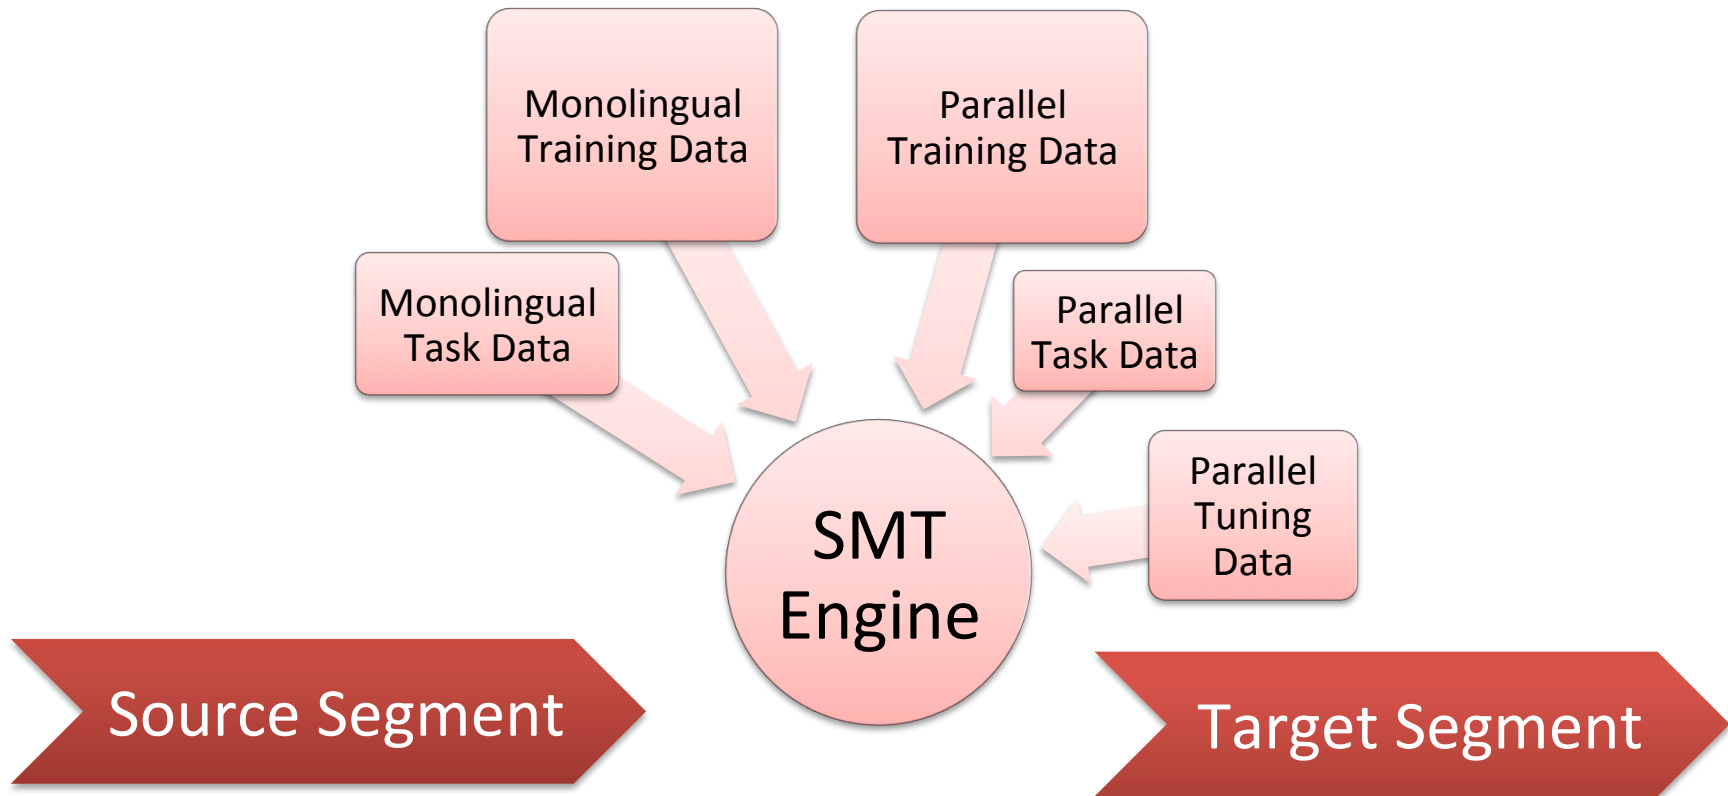 Monolingual
Training Data
Parallel
Training Data
Monolingual
Task Data
Parallel
Task Data
Parallel
Tuning
Data
SMT
Engine
Source Segment
Target Segment